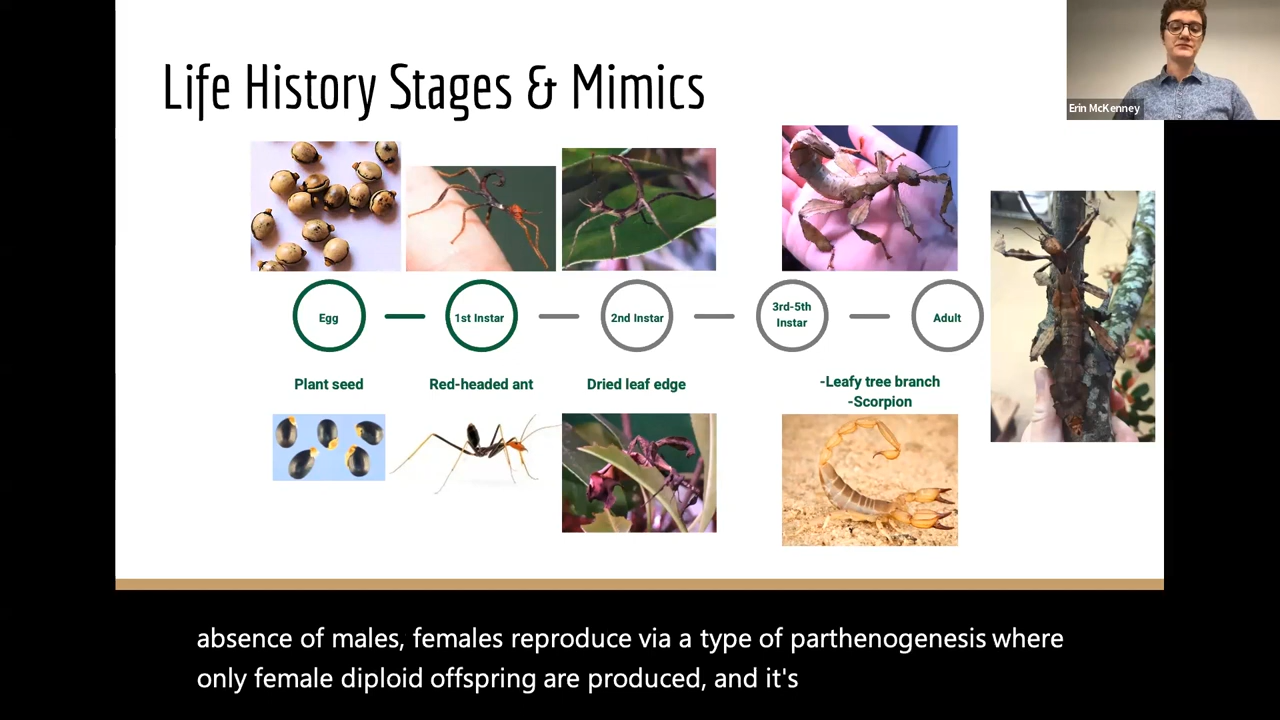 Life History Stages & Mimics
Erin McKenney
Egg
1st Instar
2nd Instar
3rd-5th
Instar
Adult
Plant seed
Red-headed ant
Dried leaf edge
-Leafy tree branch
-Scorpion
absence of males, females reproduce via a type of parthenogenesis where
only female diploid offspring are produced, and it's